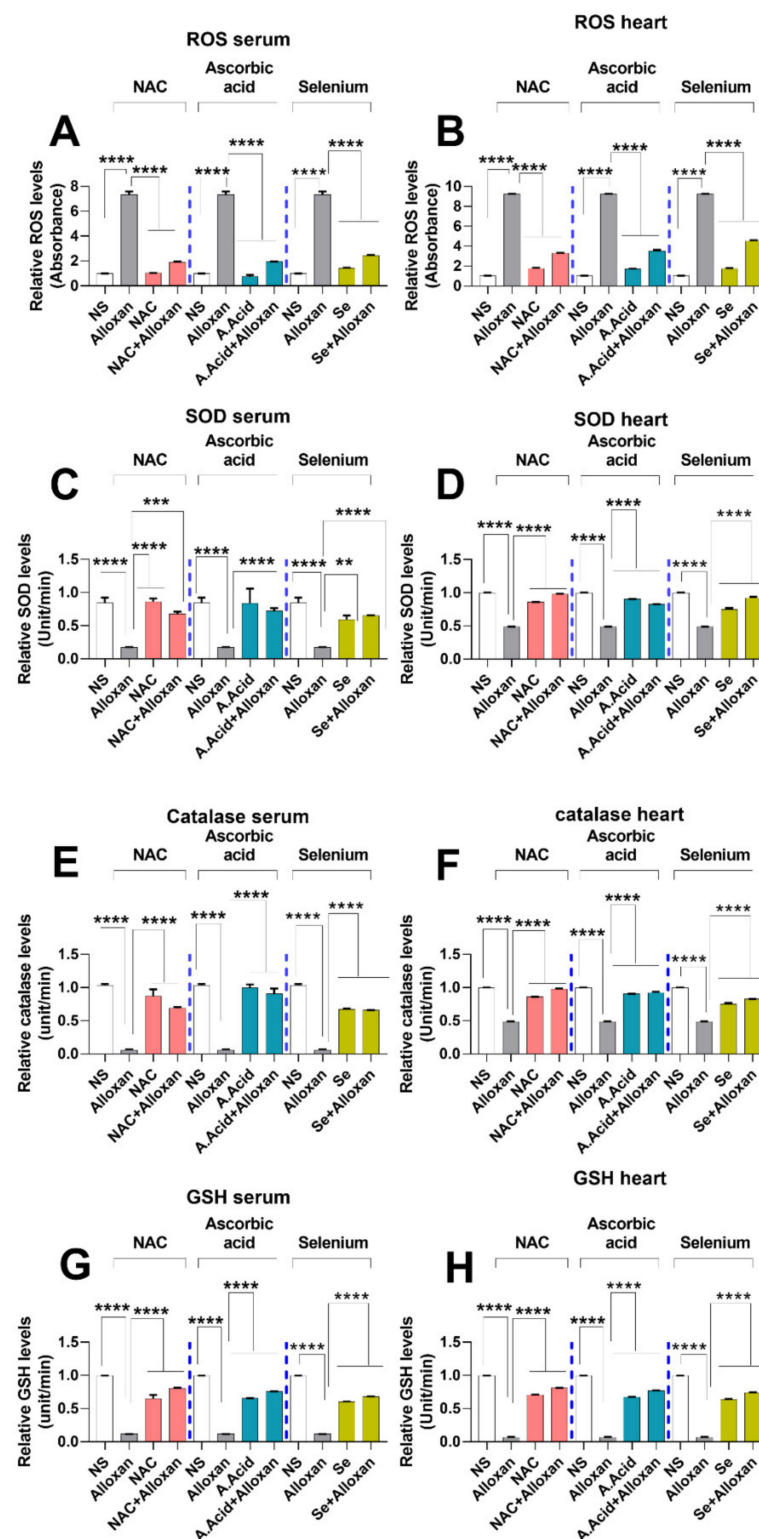 ROS serum
NAC
Ascorbic
acid
Selenium
A
**** **** **** **** **** ****
Relative ROS levels
(Absorbance)
8
6
4
2
0
NS
Alloxan
NAC
NAC+Alloxan
NS
Alloxan
A.Acid
A.Acid+Alloxan
NS
Alloxan
Se
Se+Alloxan
ROS heart
NAC
Ascorbic
acid
Selenium
B
**** **** **** **** **** ****
Relative ROS levels
(Absorbance)
10
8
6
4
2
0
NS
Alloxan
NAC
NAC+Alloxan
NS
Alloxan
A.Acid
A.Acid+Alloxan
NS
Alloxan
Se
Se+Alloxan
SOD serum
NAC
Ascorbic
acid
Selenium
C
**** *** **** **** **** **** ** ****
Relative SOD levels
(Unit/min)
1.5
1.0
0.5
0.0
NS
Alloxan
NAC
NAC+Alloxan
NS
Alloxan
A.Acid
A.Acid+Alloxan
NS
Alloxan
Se
Se+Alloxan
SOD heart
NAC
Ascorbic
acid
Selenium
D
**** **** **** **** **** ****
Relative SOD levels
(Unit/min)
1.5
1.0
0.5
0.0
NS
Alloxan
NAC
NAC+Alloxan
NS
Alloxan
A.Acid
A.Acid+Alloxan
NS
Alloxan
Se
Se+Alloxan
Catalase serum
NAC
Ascorbic
acid
Selenium
E
**** **** **** **** **** ****
Relative catalase levels
(unit/min)
1.5
1.0
0.5
0.0
NS
Alloxan
NAC
NAC+Alloxan
NS
Alloxan
A.Acid
A.Acid+Alloxan
NS
Alloxan
Se
Se+Alloxan
catalase heart
NAC
Ascorbic
acid
Selenium
F
**** **** **** **** **** ****
Relative catalase levels
(Unit/min)
1.5
1.0
0.5
0.0
NS
Alloxan
NAC
NAC+Alloxan
NS
Alloxan
A.Acid
A.Acid+Alloxan
NS
Alloxan
Se
Se+Alloxan
GSH serum
NAC
Ascorbic
acid
Selenium
G
**** **** **** **** **** ****
Relative GSH levels
(Unit/min)
1.5
1.0
0.5
0.0
NS
Alloxan
NAC
NAC+Alloxan
NS
Alloxan
A.Acid
A.Acid+Alloxan
NS
Alloxan
Se
Se+Alloxan
GSH heart
NAC
Ascorbic
acid
Selenium
H
**** **** **** **** **** ****
Relative GSH levels
(Unit/min)
1.5
1.0
0.5
0.0
NS
Alloxan
NAC
NAC+Alloxan
NS
Alloxan
A.Acid
A.Acid+Alloxan
NS
Alloxan
Se
Se+Alloxan